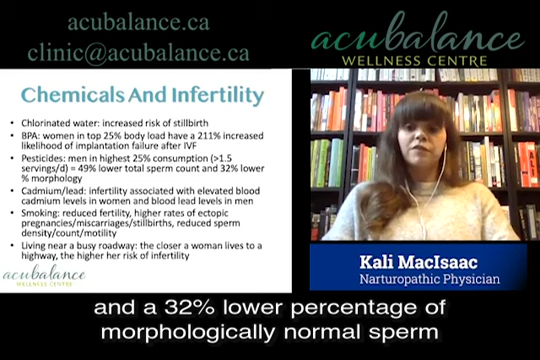 acubalance.ca
clinic@acubalance.ca
acubalance
WELLNESS CENTRE
Chemicals And Infertility
• Chlorinated water: increased risk of stillbirth
• BPA: women in top 25% body load have a 211% increased
likelihood of implantation failure after IVF
• Pesticides: men in highest 25% consumption (>1.5
servings/d) = 49% lower total sperm count and 32% lower
% morphology
• Cadmium/lead: infertility associated with elevated blood
cadmium levels in women and blood lead levels in men
• Smoking: reduced fertility, higher rates of ectopic
pregnancies/miscarriages/stillbirths, reduced sperm
density/count/motility
• Living near a busy roadway: the closer a woman lives to a
highway, the higher her risk of infertility
acubalance
WELLNESS CENTRE
Kali MacIsaac
Narturopathic Physician
and a 32% lower percentage of
morphologically normal sperm